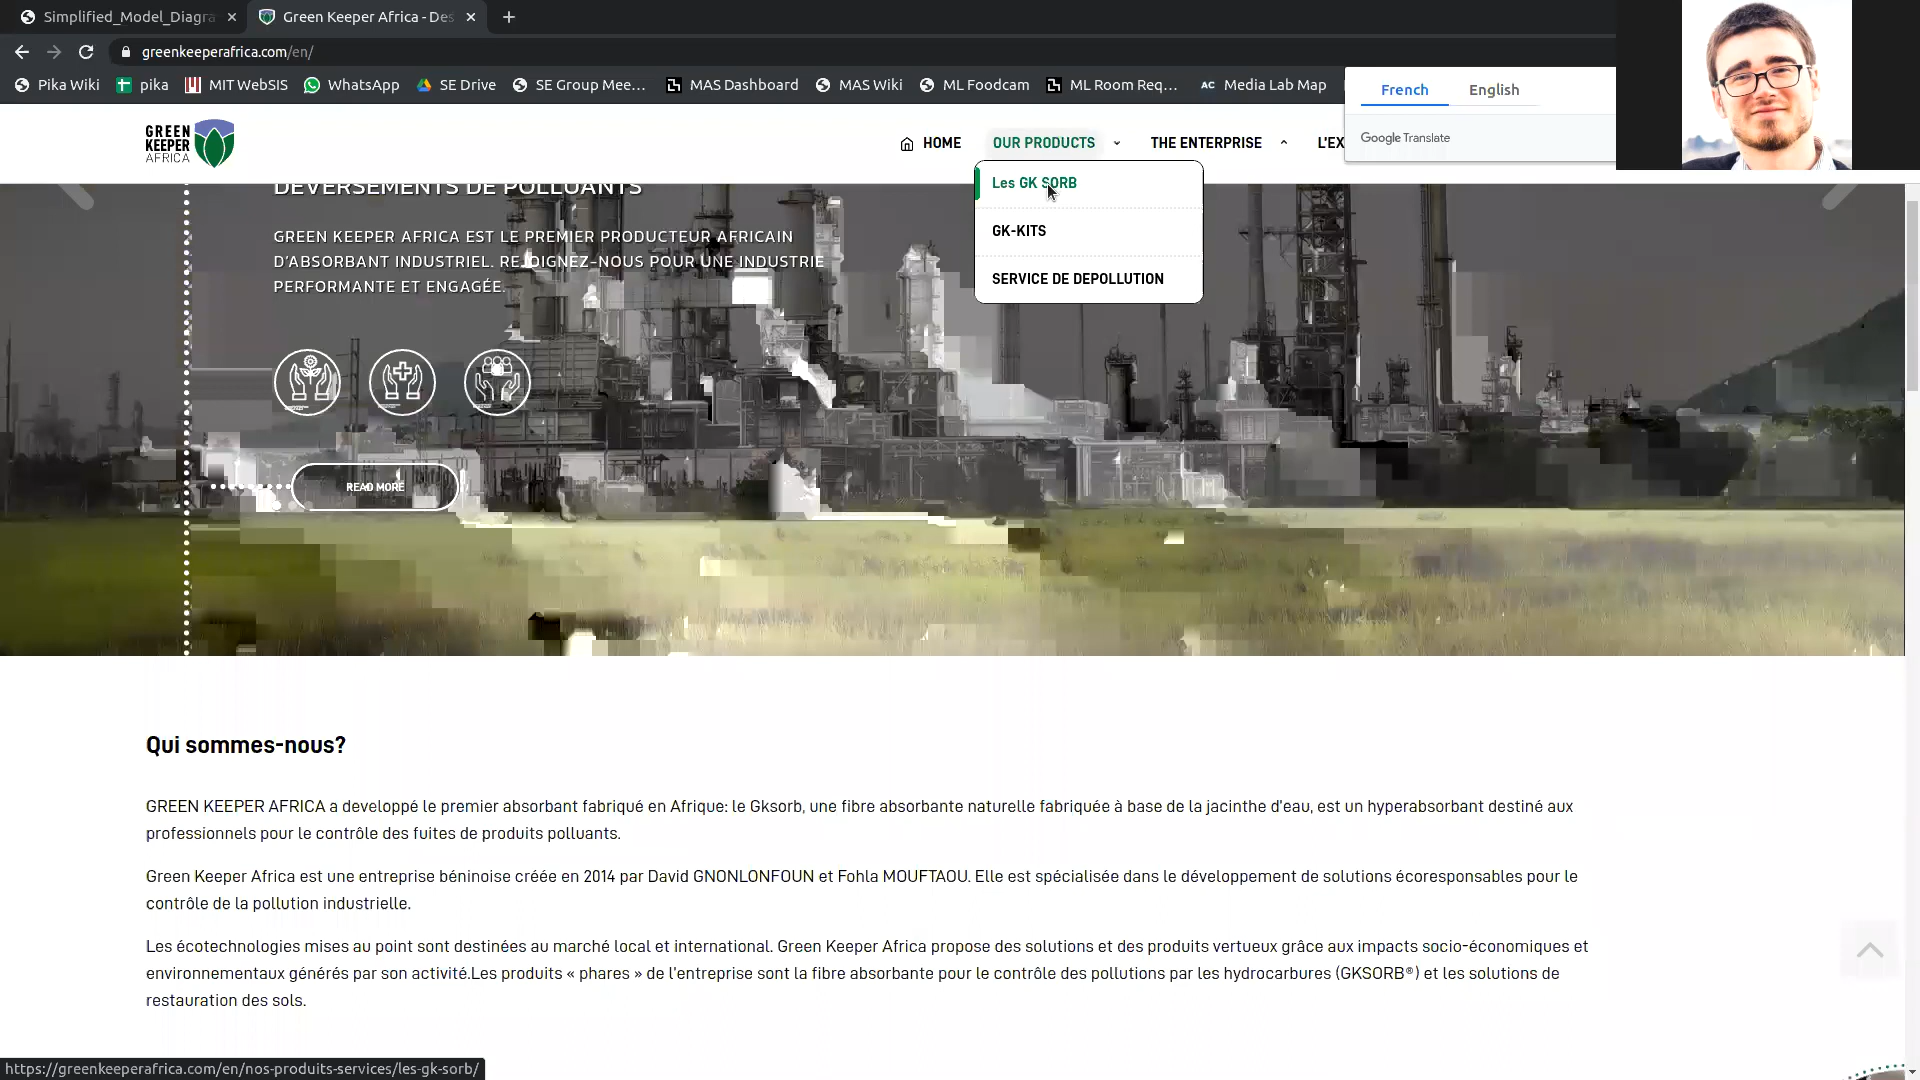 Simplified_Model_Diagra
Green Keeper Africa - Des
greenkeeperafrica.com/en/
Pika Wiki
pika
MIT WebSIS
WhatsApp
SE Drive
SE Group Mee...
MAS Dashboard
MAS Wiki
ML Foodcam
ML Room Req...
AC Media Lab Map
French
English
Google Translate
GREEN
KEEPER
AFRICA
HOME
OUR PRODUCTS
THE ENTERPRISE
L'EX
Les GK SORB
GK-KITS
SERVICE DE DEPOLLUTION
DÉVERSEMENTS DE POLLUANTS
GREEN KEEPER AFRICA EST LE PREMIER PRODUCTEUR AFRICAIN
D'ABSORBANT INDUSTRIEL. REJOIGNEZ-NOUS POUR UNE INDUSTRIE
PERFORMANTE ET ENGAGÉE.
READ MORE
Qui sommes-nous?
GREEN KEEPER AFRICA a developpé le premier absorbant fabriqué en Afrique: le Gksorb, une fibre absorbante naturelle fabriquée à base de la jacinthe d'eau, est un hyperabsorbant destiné aux
professionnels pour le contrôle des fuites de produits polluants.
Green Keeper Africa est une entreprise béninoise créée en 2014 par David GNONLONFOUN et Fohla MOUFTAOU. Elle est spécialisée dans le développement de solutions écoresponsables pour le
contrôle de la pollution industrielle.
Les écotechnologies mises au point sont destinées au marché local et international. Green Keeper Africa propose des solutions et des produits vertueux grâce aux impacts socio-économiques et
environnementaux générés par son activité.Les produits « phares » de l'entreprise sont la fibre absorbante pour le contrôle des pollutions par les hydrocarbures (GKSORB®) et les solutions de
restauration des sols.
https://greenkeeperafrica.com/en/nos-produits-services/les-gk-sorb/